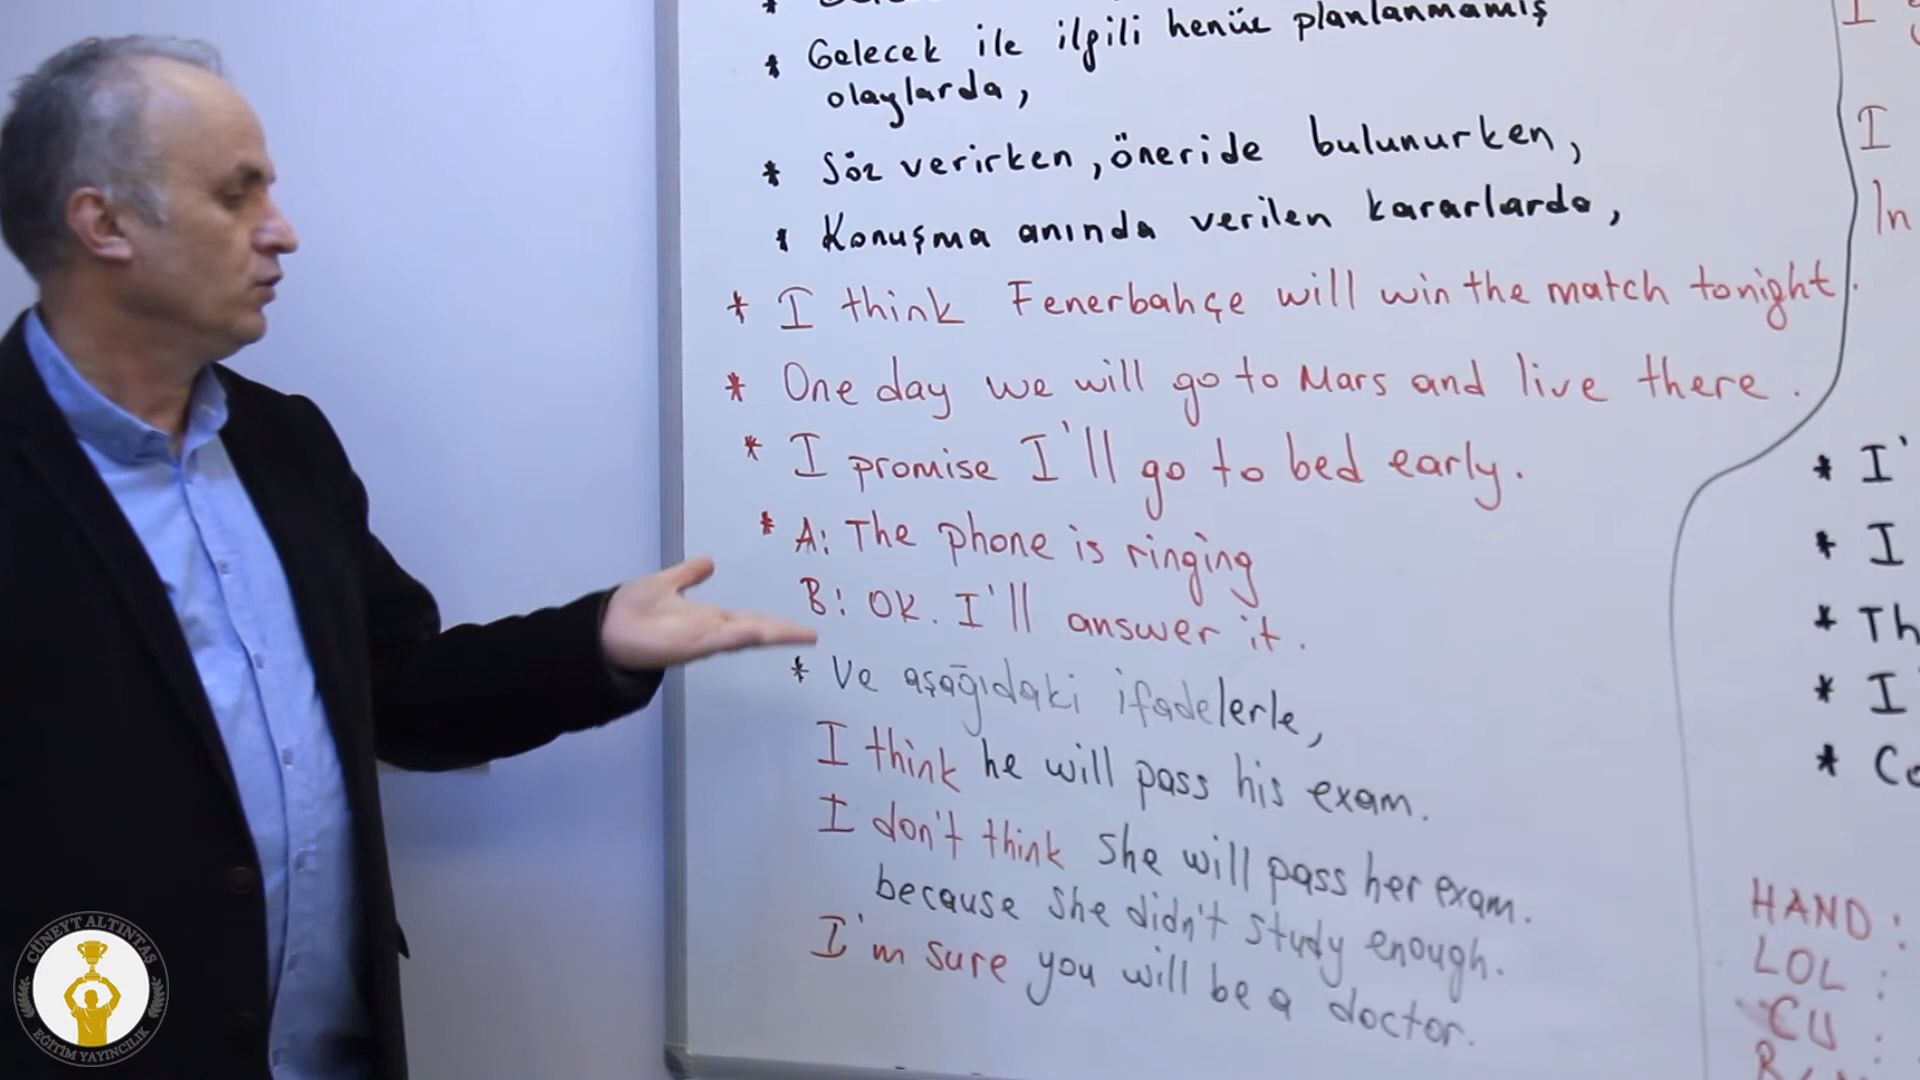 * Gelecek ile ilgili henüz planlanmamış
olaylarda,
* Söz verirken, öneride bulunurken,
* Konuşma anında verilen kararlarda,
* I think Fenerbahçe will win the match tonight.
* One day we will go to Mars and live there.
* I promise I'll go to bed early.
* A: The phone is ringing
B: OK. I'll answer it.
* Ve aşağıdaki ifadelerle,
I think he will pass his exam.
I don't think she will pass her exam.
because she didn't study enough.
I'm sure you will be a doctor.
I
I
In
* I'
* I
* Th
* I'
* Co
HAND:
LOL:
CU:
CÜNEYT ALTINTAŞ
EĞİTİM YAYINCILIK